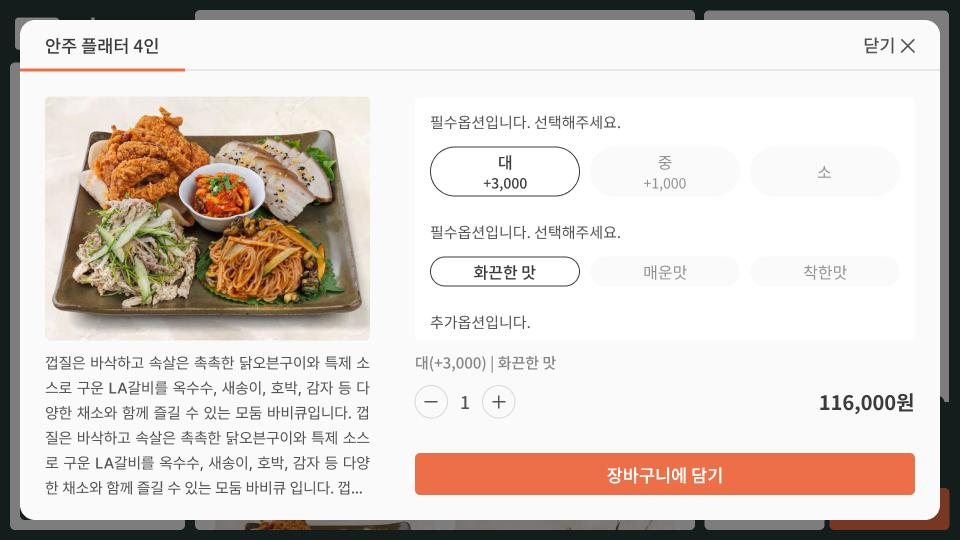 안주 플래터 4인
닫기
필수옵션입니다. 선택해주세요.
대
+3,000
중
+1,000
소
필수옵션입니다. 선택해주세요.
화끈한 맛
매운맛
착한맛
추가옵션입니다.
껍질은 바삭하고 속살은 촉촉한 닭오븐구이와 특제 소
스로 구운 LA갈비를 옥수수, 새송이, 호박, 감자 등 다
양한 채소와 함께 즐길 수 있는 모둠 바비큐입니다. 껍
질은 바삭하고 속살은 촉촉한 닭오븐구이와 특제 소스
로 구운 LA갈비를 옥수수, 새송이, 호박, 감자 등 다양
한 채소와 함께 즐길 수 있는 모둠 바비큐 입니다. 껍...
대(+3,000) | 화끈한 맛
1
116,000원
장바구니에 담기